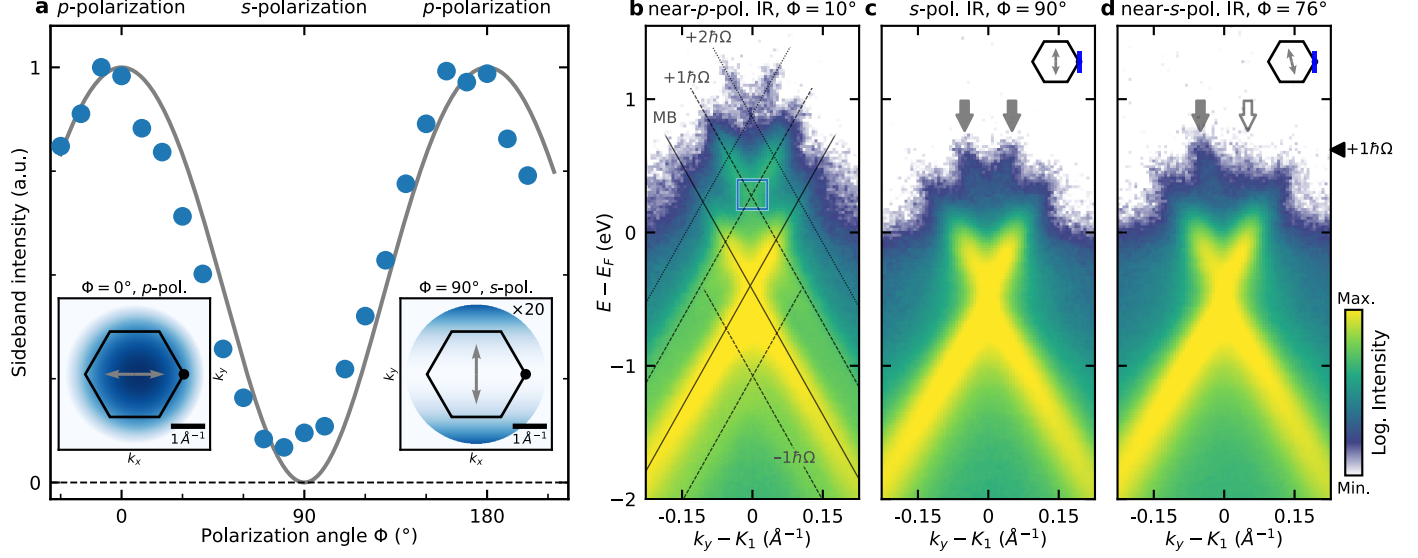 a
p-polarization s-polarization p-polarization
1
0
Sideband intensity (a.u.)
Φ = 0°, p-pol.
k_y
1 Å⁻¹
k_x
Φ = 90°, s-pol.
×20
k_y
1 Å⁻¹
k_x
0 90 180
Polarization angle Φ (°)
b near-p-pol. IR, Φ = 10°
+2ħΩ
+1ħΩ
MB
–1ħΩ
1
0
−1
−2
E − E_F (eV)
-0.15 0 0.15
k_y − K_1 (Å⁻¹)
c s-pol. IR, Φ = 90°
-0.15 0 0.15
k_y − K_1 (Å⁻¹)
d near-s-pol. IR, Φ = 76°
+1ħΩ
-0.15 0 0.15
k_y − K_1 (Å⁻¹)
Max.
Log. Intensity
Min.